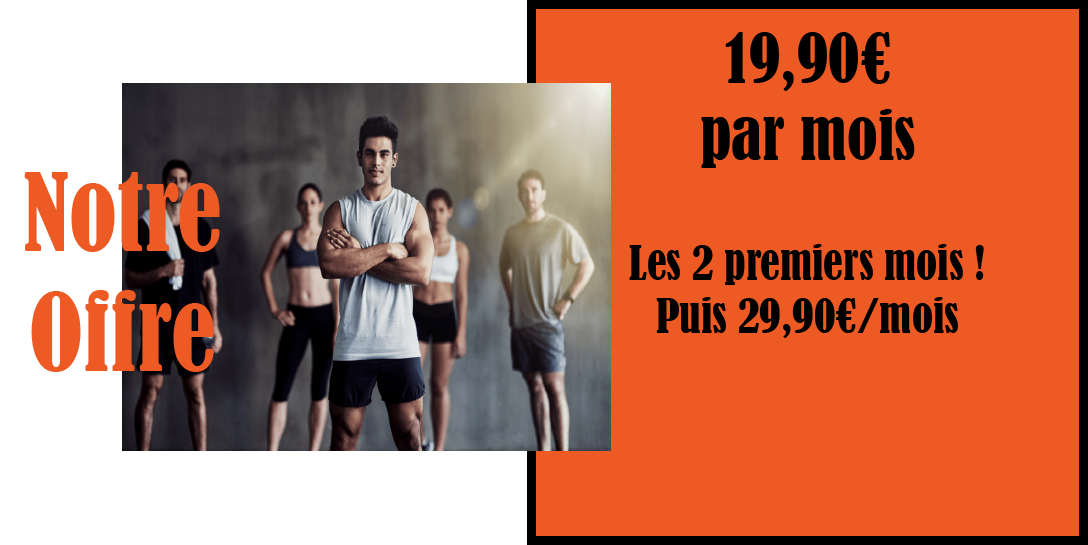 Notre
Offre
19,90€
par mois
Les 2 premiers mois !
Puis 29,90€/mois